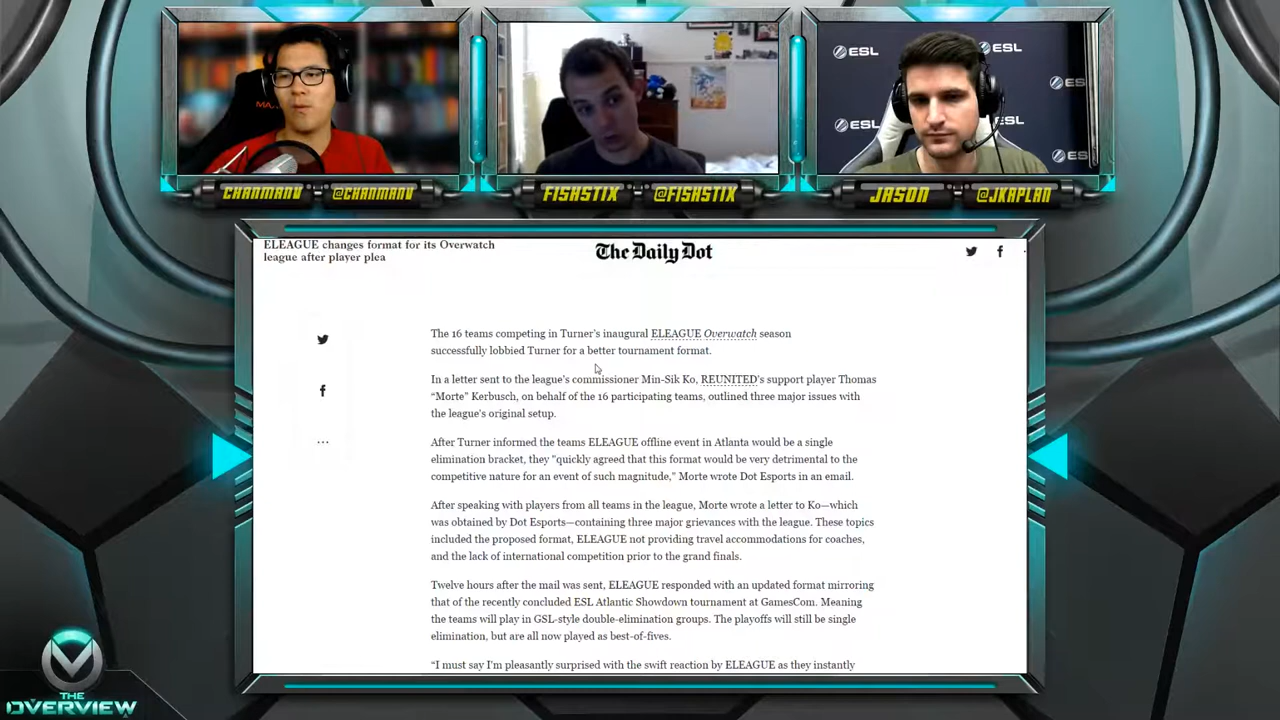 MA
ESL
ESL
ESL
ESL
ES
CHANMANV @CHANMANV
FISHSTIX @FISHSTIX
JASON @JKAPLAN
ELEAGUE changes format for its Overwatch
league after player plea
The Daily Dot
The 16 teams competing in Turner's inaugural ELEAGUE Overwatch season
successfully lobbied Turner for a better tournament format.
In a letter sent to the league's commissioner Min-Sik Ko, REUNITED's support player Thomas
“Morte” Kerbusch, on behalf of the 16 participating teams, outlined three major issues with
the league's original setup.
After Turner informed the teams ELEAGUE offline event in Atlanta would be a single
elimination bracket, they "quickly agreed that this format would be very detrimental to the
competitive nature for an event of such magnitude," Morte wrote Dot Esports in an email.
After speaking with players from all teams in the league, Morte wrote a letter to Ko—which
was obtained by Dot Esports—containing three major grievances with the league. These topics
included the proposed format, ELEAGUE not providing travel accommodations for coaches,
and the lack of international competition prior to the grand finals.
Twelve hours after the mail was sent, ELEAGUE responded with an updated format mirroring
that of the recently concluded ESL Atlantic Showdown tournament at GamesCom. Meaning
the teams will play in GSL-style double-elimination groups. The playoffs will still be single
elimination, but are all now played as best-of-fives.
“I must say I'm pleasantly surprised with the swift reaction by ELEAGUE as they instantly
THE
OVERVIEW